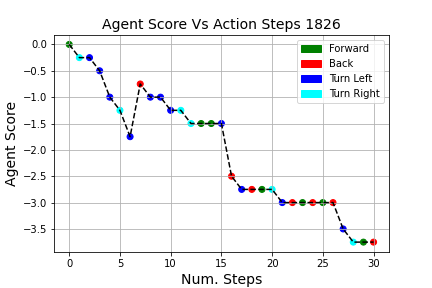 Agent Score Vs Action Steps 1826
0.0
−0.5
−1.0
−1.5
−2.0
−2.5
−3.0
−3.5
Agent Score
Forward
Back
Turn Left
Turn Right
0 5 10 15 20 25 30
Num. Steps